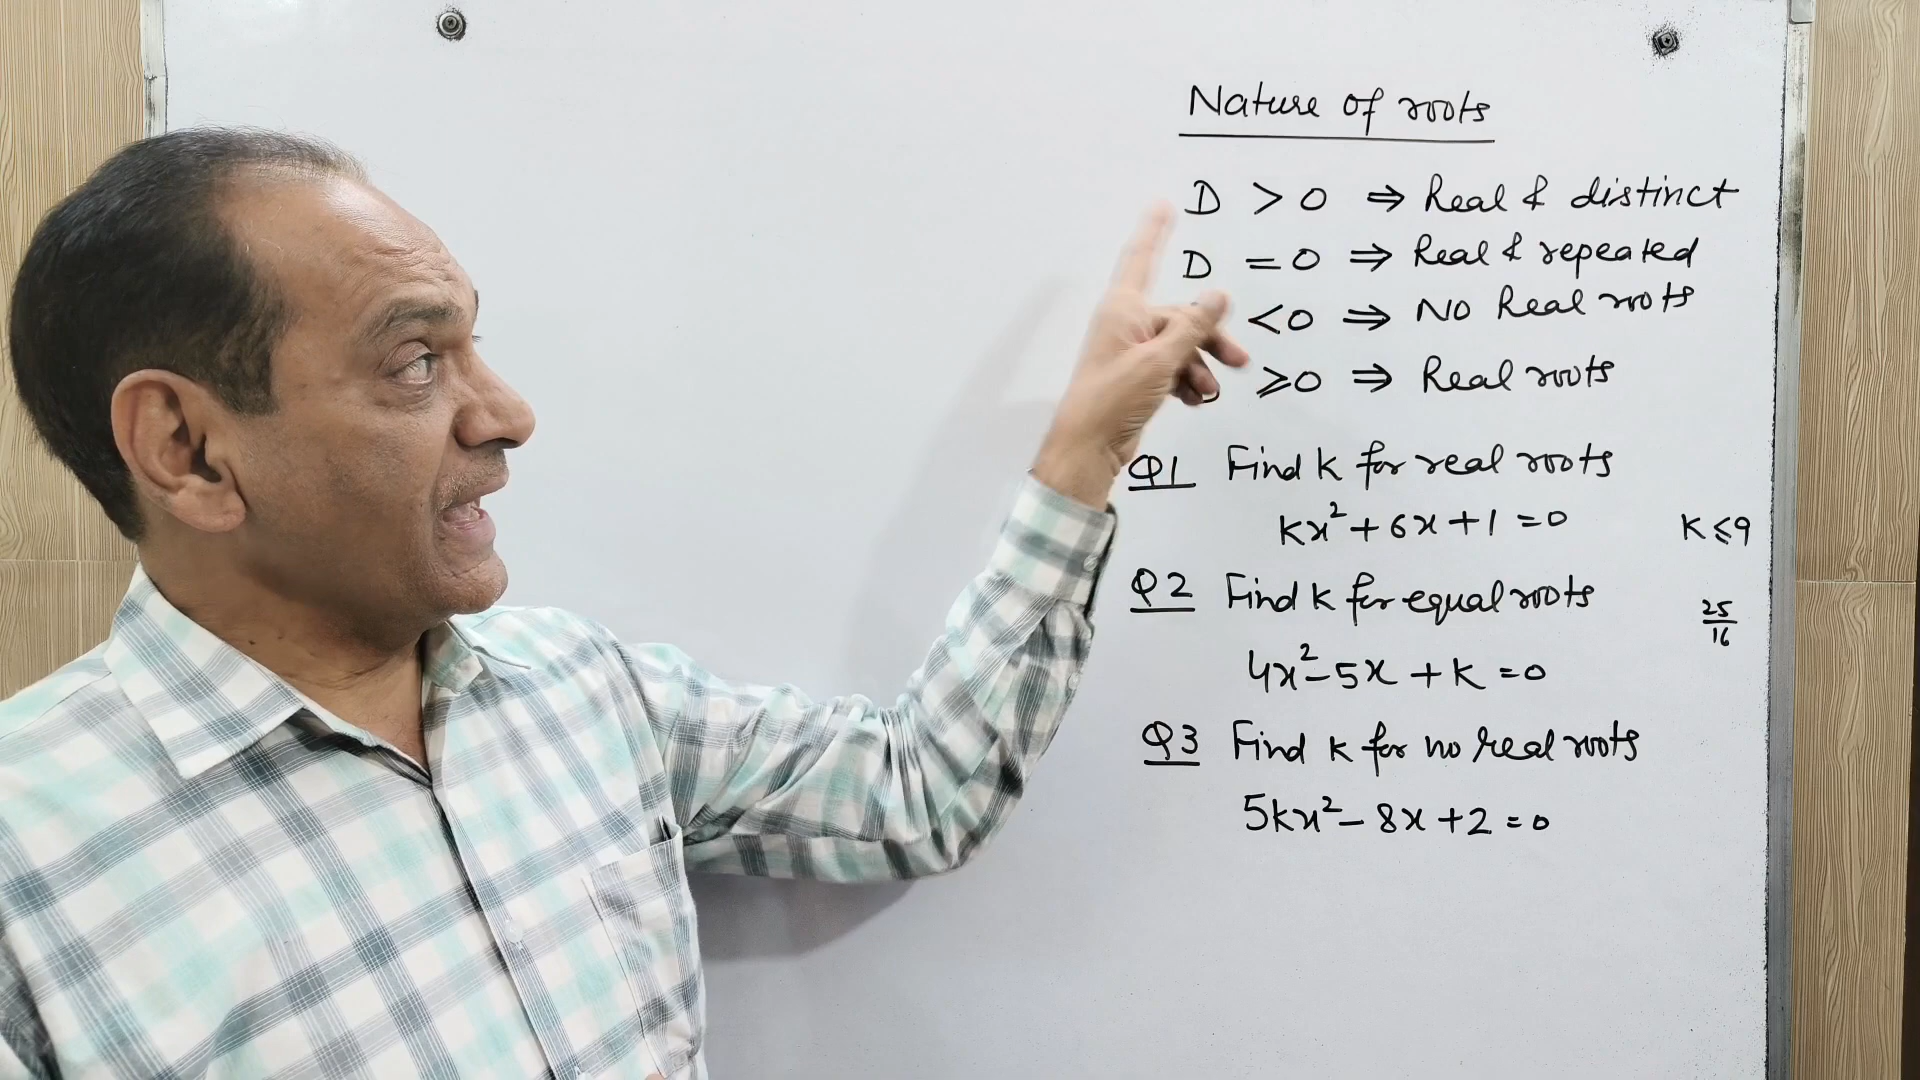 Nature of roots
D > 0 ⇒ Real & distinct
D = 0 ⇒ Real & repeated
< 0 ⇒ No Real roots
≥ 0 ⇒ Real roots
Q1 Find K for real roots
Kx² + 6x + 1 = 0 K ≤ 9
Q2 Find K for equal roots
25/16
4x² - 5x + K = 0
Q3 Find K for no real roots
5Kx² - 8x + 2 = 0